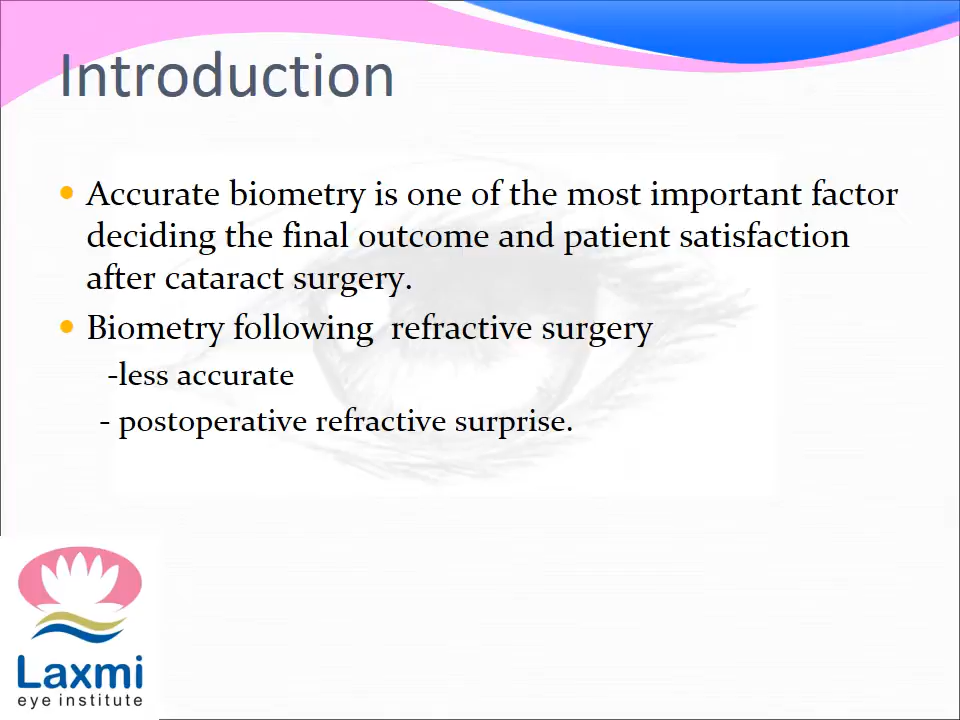 Introduction
• Accurate biometry is one of the most important factor
deciding the final outcome and patient satisfaction
after cataract surgery.
• Biometry following  refractive surgery
-less accurate
- postoperative refractive surprise.
Laxmi
eye institute